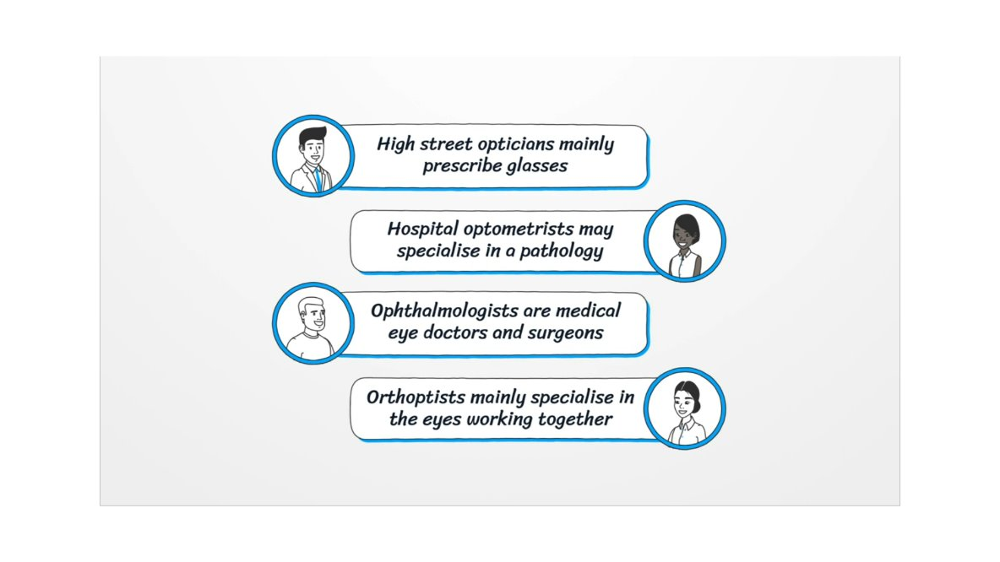 High street opticians mainly
prescribe glasses
Hospital optometrists may
specialise in a pathology
Ophthalmologists are medical
eye doctors and surgeons
Orthoptists mainly specialise in
the eyes working together